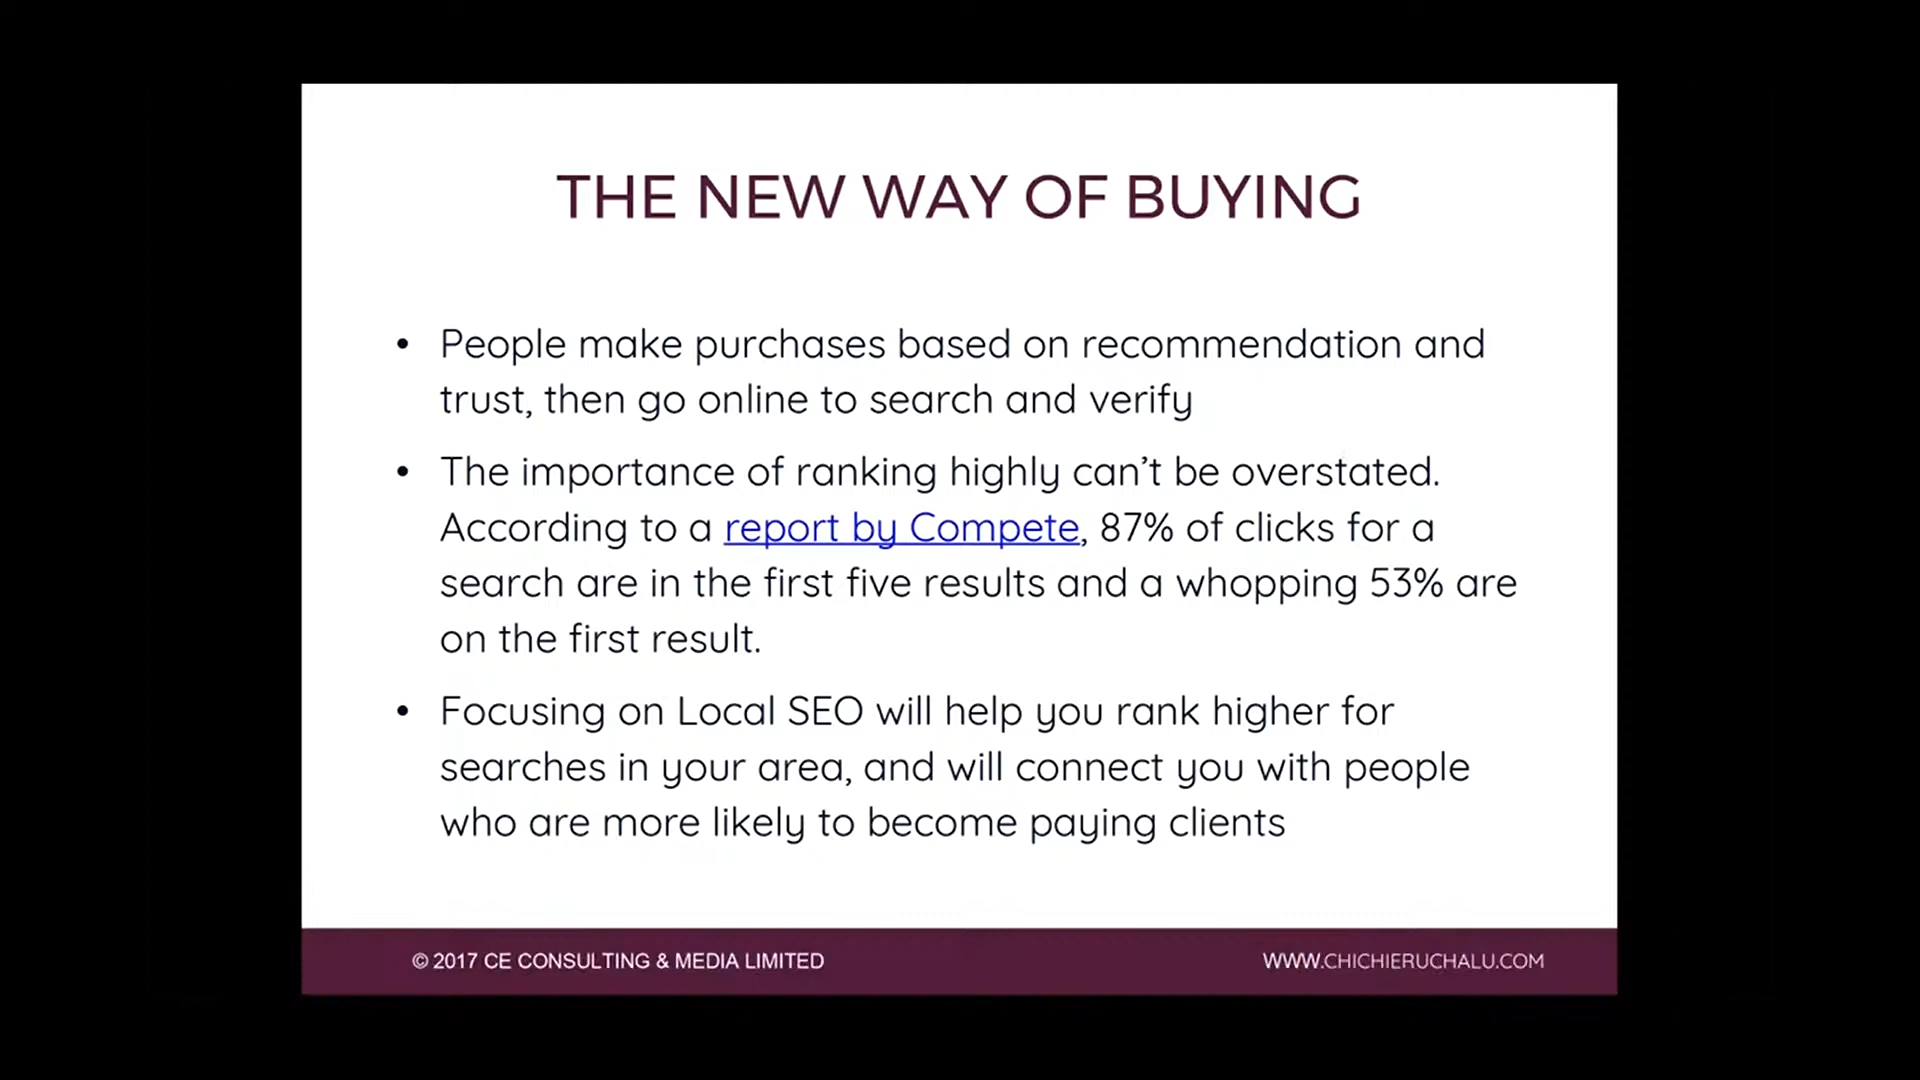 THE NEW WAY OF BUYING
• People make purchases based on recommendation and
trust, then go online to search and verify
• The importance of ranking highly can’t be overstated.
According to a report by Compete, 87% of clicks for a
search are in the first five results and a whopping 53% are
on the first result.
• Focusing on Local SEO will help you rank higher for
searches in your area, and will connect you with people
who are more likely to become paying clients
© 2017 CE CONSULTING & MEDIA LIMITED
WWW.CHICHIERUCHALU.COM